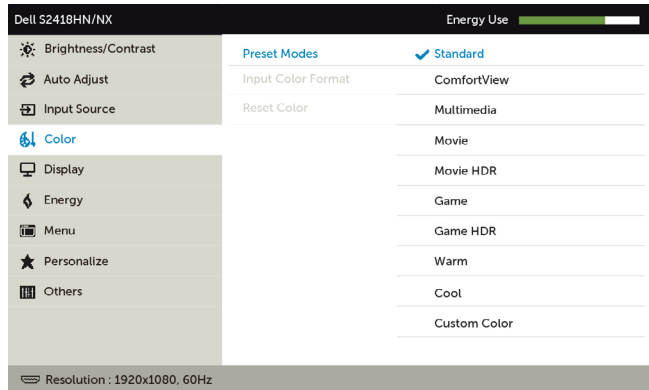 Dell S2418HN/NX
Energy Use
Brightness/Contrast
Auto Adjust
Input Source
Color
Display
Energy
Menu
Personalize
Others
Preset Modes
Input Color Format
Reset Color
Standard
ComfortView
Multimedia
Movie
Movie HDR
Game
Game HDR
Warm
Cool
Custom Color
Resolution : 1920x1080, 60Hz